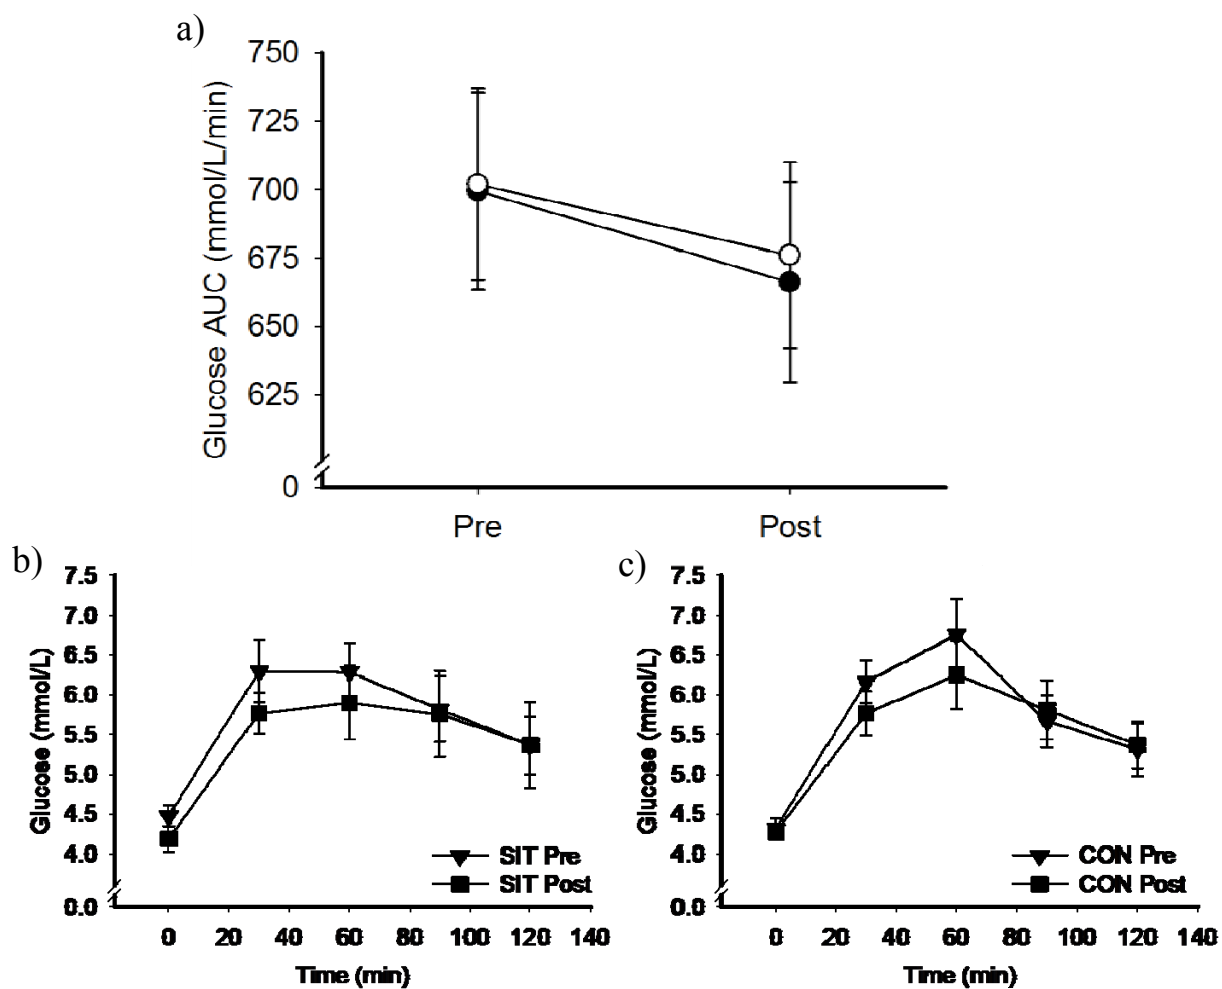 a)
750
725
700
675
650
625
0
Glucose AUC (mmol/L/min)
Pre Post
b)
7.5
7.0
6.5
6.0
5.5
5.0
4.5
4.0
0.0
Glucose (mmol/L)
SIT Pre
SIT Post
0 20 40 60 80 100 120 140
Time (min)
c)
7.5
7.0
6.5
6.0
5.5
5.0
4.5
4.0
0.0
Glucose (mmol/L)
CON Pre
CON Post
0 20 40 60 80 100 120 140
Time (min)